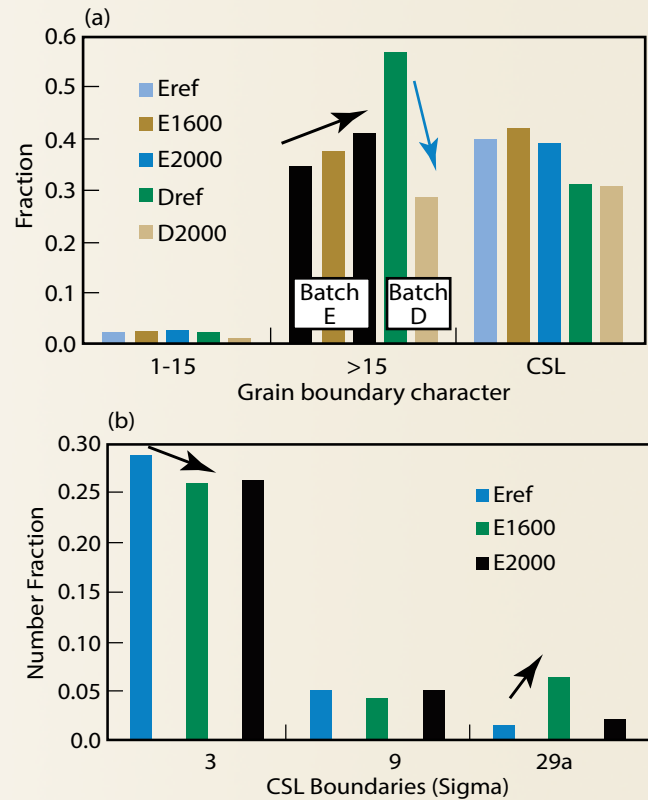 (a)
0.6
0.5
0.4
0.3
0.2
0.1
0.0
Fraction
Eref
E1600
E2000
Dref
D2000
Batch
E
Batch
D
1-15
>15
CSL
Grain boundary character
(b)
0.30
0.25
0.20
0.15
0.10
0.05
0.0
Number Fraction
Eref
E1600
E2000
3
9
29a
CSL Boundaries (Sigma)